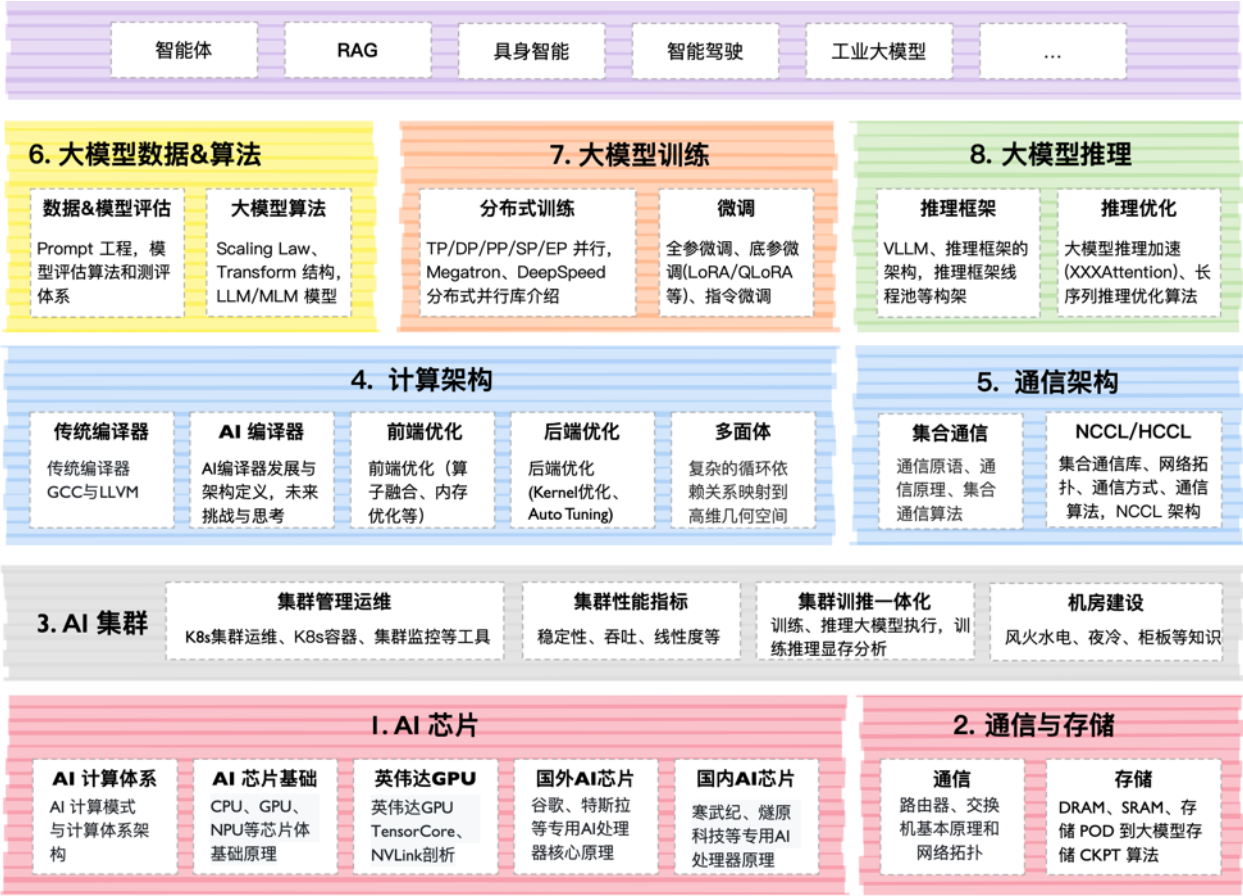 智能体
RAG
具身智能
智能驾驶
工业大模型
...
6. 大模型数据&算法
数据&模型评估
Prompt 工程，模
型评估算法和测评
体系
大模型算法
Scaling Law、
Transform 结构，
LLM/MLM 模型
7. 大模型训练
分布式训练
TP/DP/PP/SP/EP 并行，
Megatron、DeepSpeed
分布式并行库介绍
微调
全参微调、底参微
调(LoRA/QLoRA
等)、指令微调
8. 大模型推理
推理框架
VLLM、推理框架的
架构，推理框架线
程池等构架
推理优化
大模型推理加速
(XXXAttention)、长
序列推理优化算法
4. 计算架构
传统编译器
传统编译器
GCC与LLVM
AI 编译器
AI编译器发展与
架构定义，未来
挑战与思考
前端优化
前端优化（算
子融合、内存
优化等）
后端优化
后端优化
(Kernel优化、
Auto Tuning)
多面体
复杂的循环依
赖关系映射到
高维几何空间
5. 通信架构
集合通信
通信原语、通
信原理、集合
通信算法
NCCL/HCCL
集合通信库、网络拓
扑、通信方式、通信
算法，NCCL 架构
3. AI 集群
集群管理运维
K8s集群运维、K8s容器、集群监控等工具
集群性能指标
稳定性、吞吐、线性度等
集群训推一体化
训练、推理大模型执行，训
练推理显存分析
机房建设
风火水电、夜冷、柜板等知识
1. AI 芯片
AI 计算体系
AI 计算模式
与计算体系架
构
AI 芯片基础
CPU、GPU、
NPU等芯片体
基础原理
英伟达GPU
英伟达GPU
TensorCore、
NVLink剖析
国外AI芯片
谷歌、特斯拉
等专用AI处理
器核心原理
国内AI芯片
寒武纪、燧原
科技等专用AI
处理器原理
2. 通信与存储
通信
路由器、交换
机基本原理和
网络拓扑
存储
DRAM、SRAM、存
储 POD 到大模型存
储 CKPT 算法